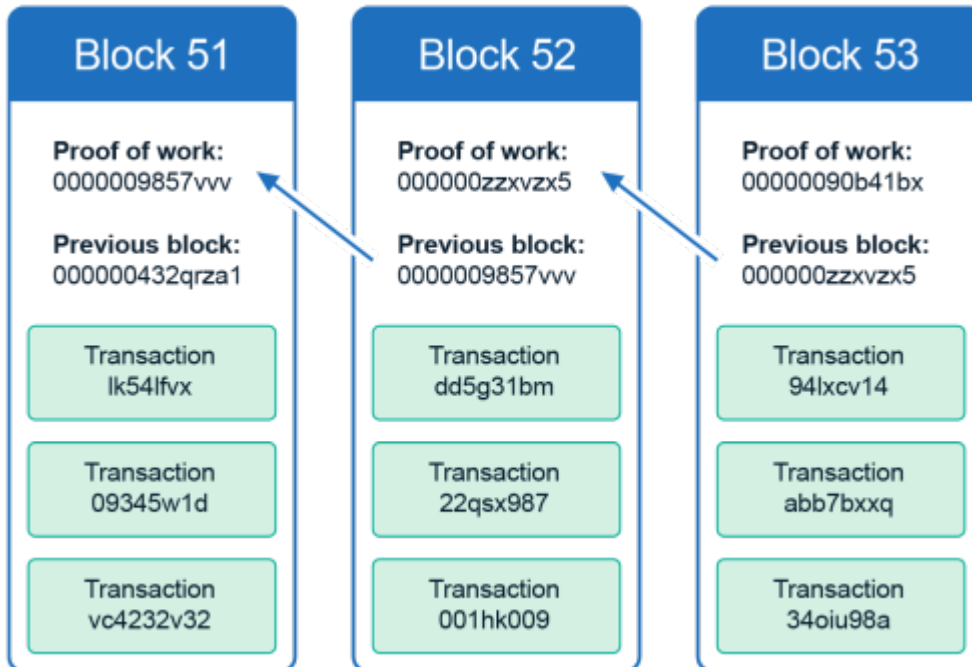 Block 51
Proof of work:
0000009857vvv
Previous block:
000000432qrza1
Transaction
lk54lfvx
Transaction
09345w1d
Transaction
vc4232v32
Block 52
Proof of work:
000000zzxvzx5
Previous block:
0000009857vvv
Transaction
dd5g31bm
Transaction
22qsx987
Transaction
001hk009
Block 53
Proof of work:
00000090b41bx
Previous block:
000000zzxvzx5
Transaction
94lxcv14
Transaction
abb7bxxq
Transaction
34oiu98a